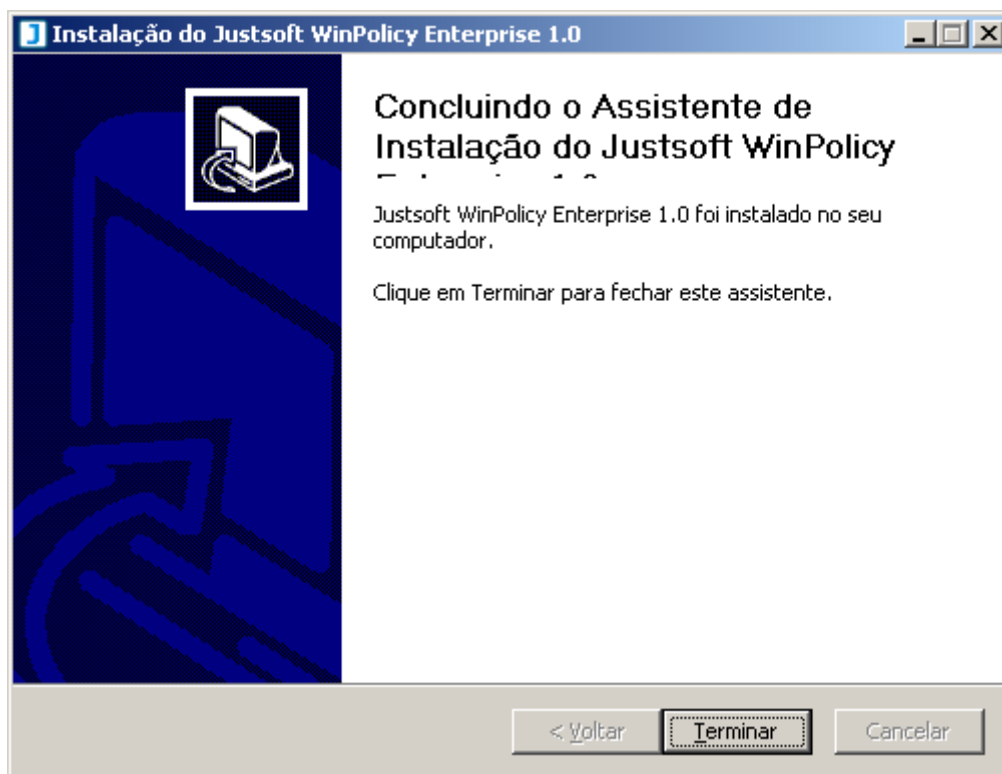 Instalação do Justsoft WinPolicy Enterprise 1.0
Concluindo o Assistente de
Instalação do Justsoft WinPolicy
Justsoft WinPolicy Enterprise 1.0 foi instalado no seu
computador.
Clique em Terminar para fechar este assistente.
< Voltar
Terminar
Cancelar